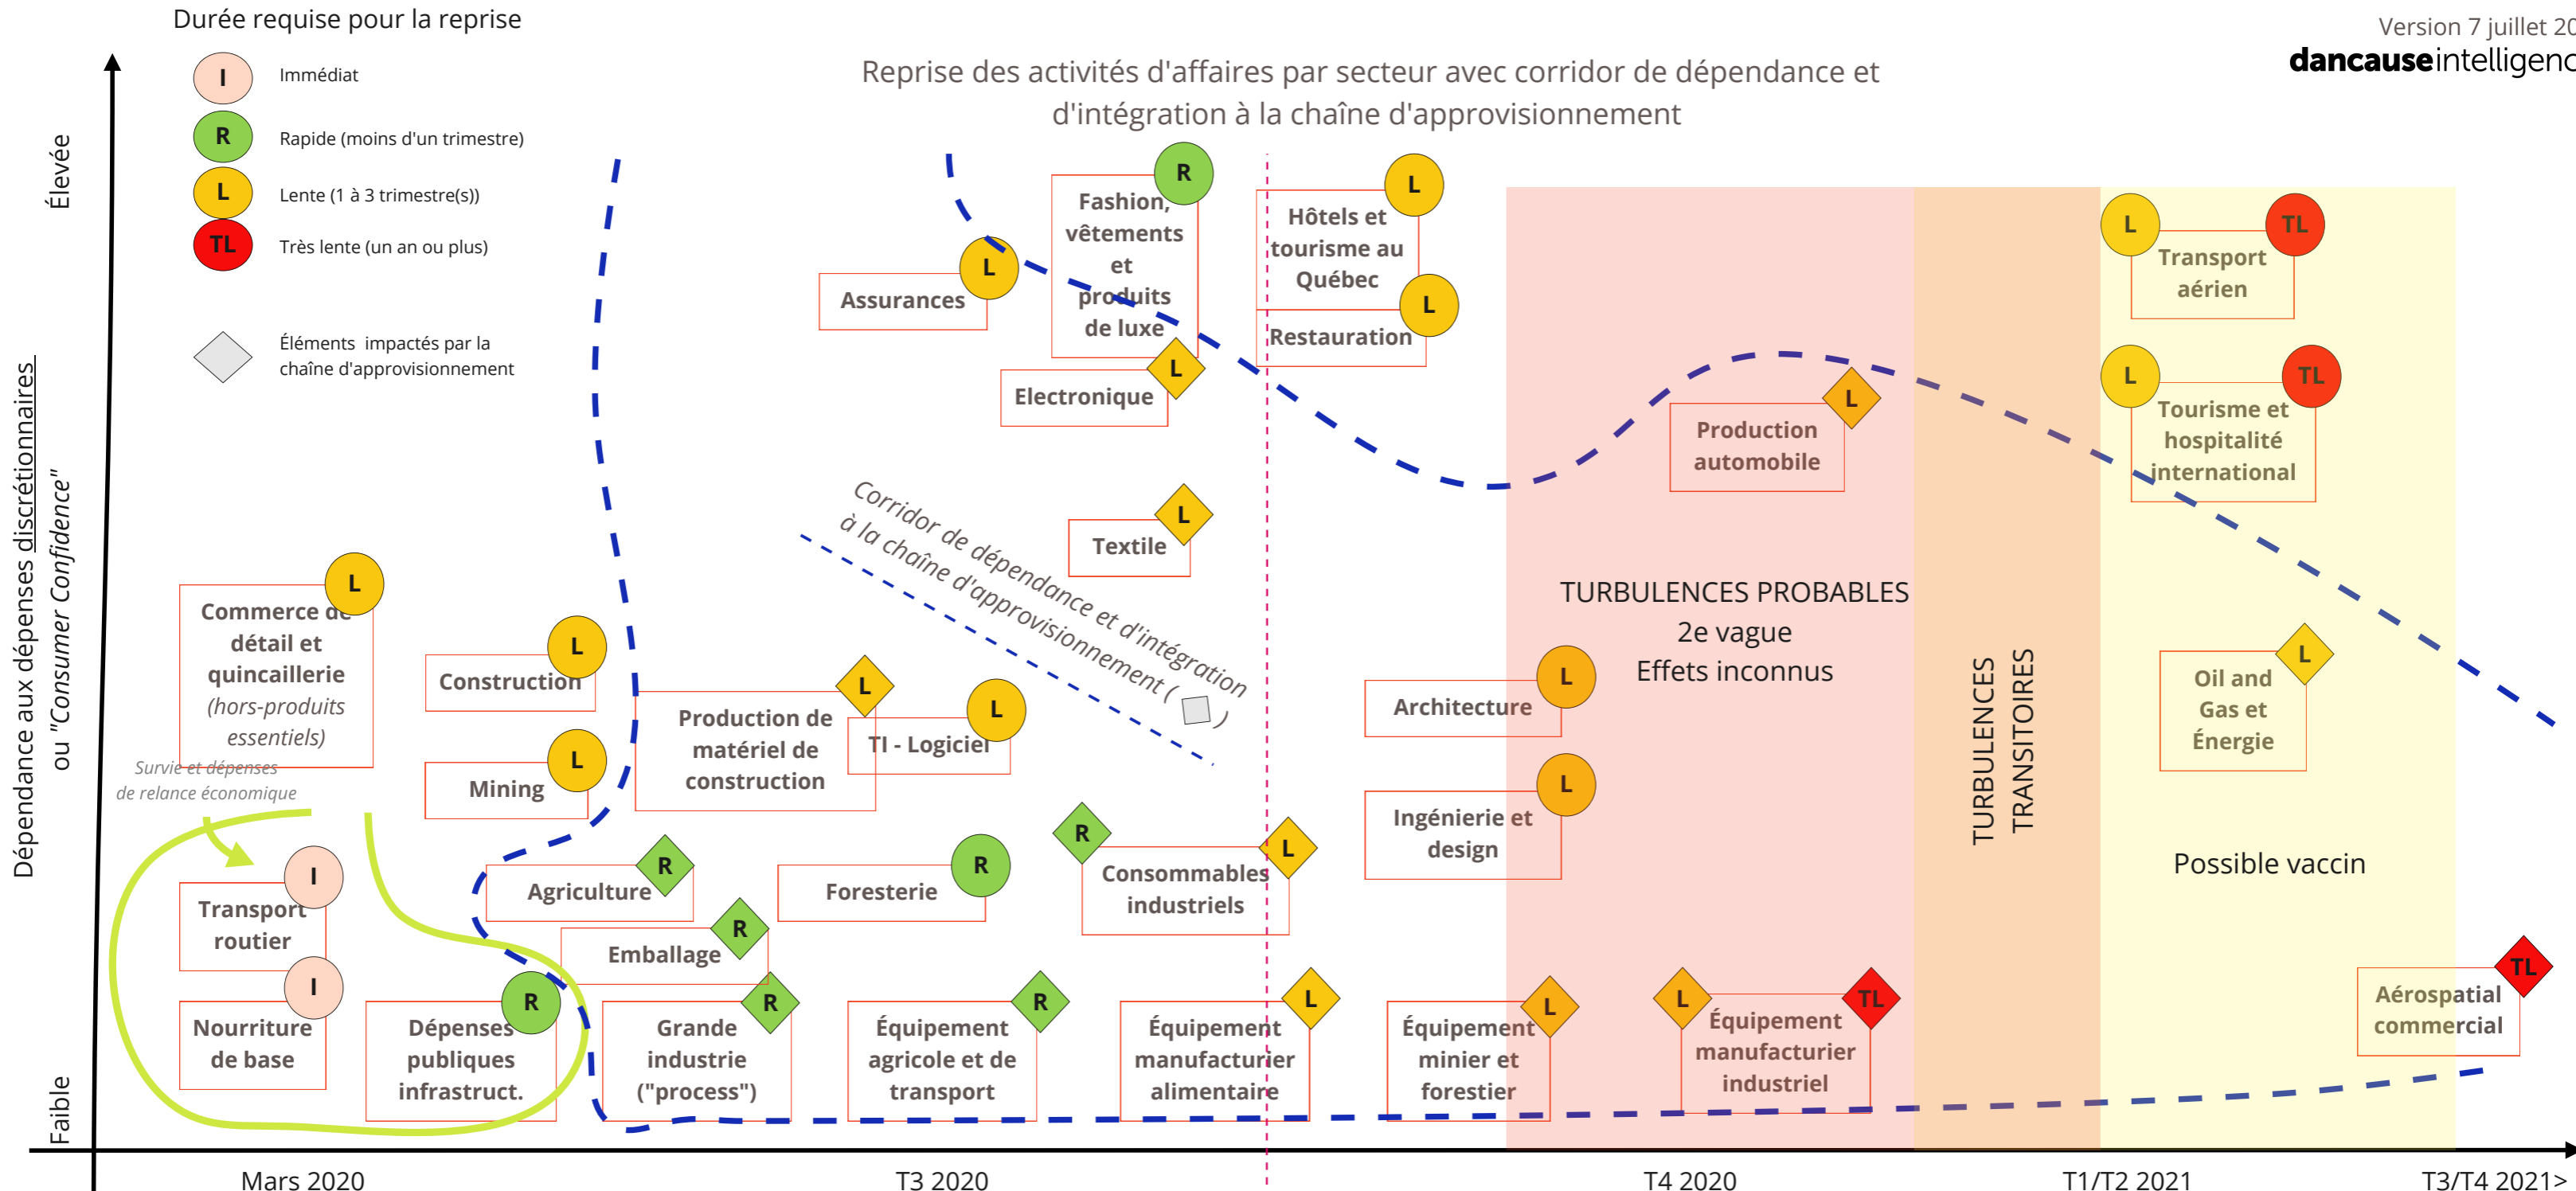 Durée requise pour la reprise
I
Immédiat
R
Rapide (moins d'un trimestre)
L
Lente (1 à 3 trimestre(s))
TL
Très lente (un an ou plus)
Éléments impactés par la
chaîne d'approvisionnement
Reprise des activités d'affaires par secteur avec corridor de dépendance et
d'intégration à la chaîne d'approvisionnement
Version 7 juillet 20
dancauseintelligenc
Élevée
Dépendance aux dépenses discrétionnaires
ou "Consumer Confidence"
Faible
R
Fashion,
vêtements
et
produits
de luxe
L
Hôtels et
tourisme au
Québec
L
Restauration
L
Assurances
L
Electronique
L
Textile
L
TL
Transport
aérien
L
TL
Tourisme et
hospitalité
international
L
Production
automobile
Corridor de dépendance et d'intégration
à la chaîne d'approvisionnement ( )
TURBULENCES PROBABLES
2e vague
Effets inconnus
TURBULENCES
TRANSITOIRES
L
Commerce de
détail et
quincaillerie
(hors-produits
essentiels)
L
Construction
L
Mining
L
Production de
matériel de
construction
L
TI - Logiciel
L
Architecture
L
Ingénierie et
design
L
Oil and
Gas et
Énergie
Possible vaccin
Survie et dépenses
de relance économique
I
Transport
routier
I
Nourriture
de base
R
Dépenses
publiques
infrastruct.
R
Agriculture
R
Emballage
R
Foresterie
R
L
Consommables
industriels
R
Grande
industrie
("process")
R
Équipement
agricole et de
transport
L
Équipement
manufacturier
alimentaire
L
Équipement
minier et
forestier
L
TL
Équipement
manufacturier
industriel
TL
Aérospatial
commercial
Mars 2020
T3 2020
T4 2020
T1/T2 2021
T3/T4 2021>